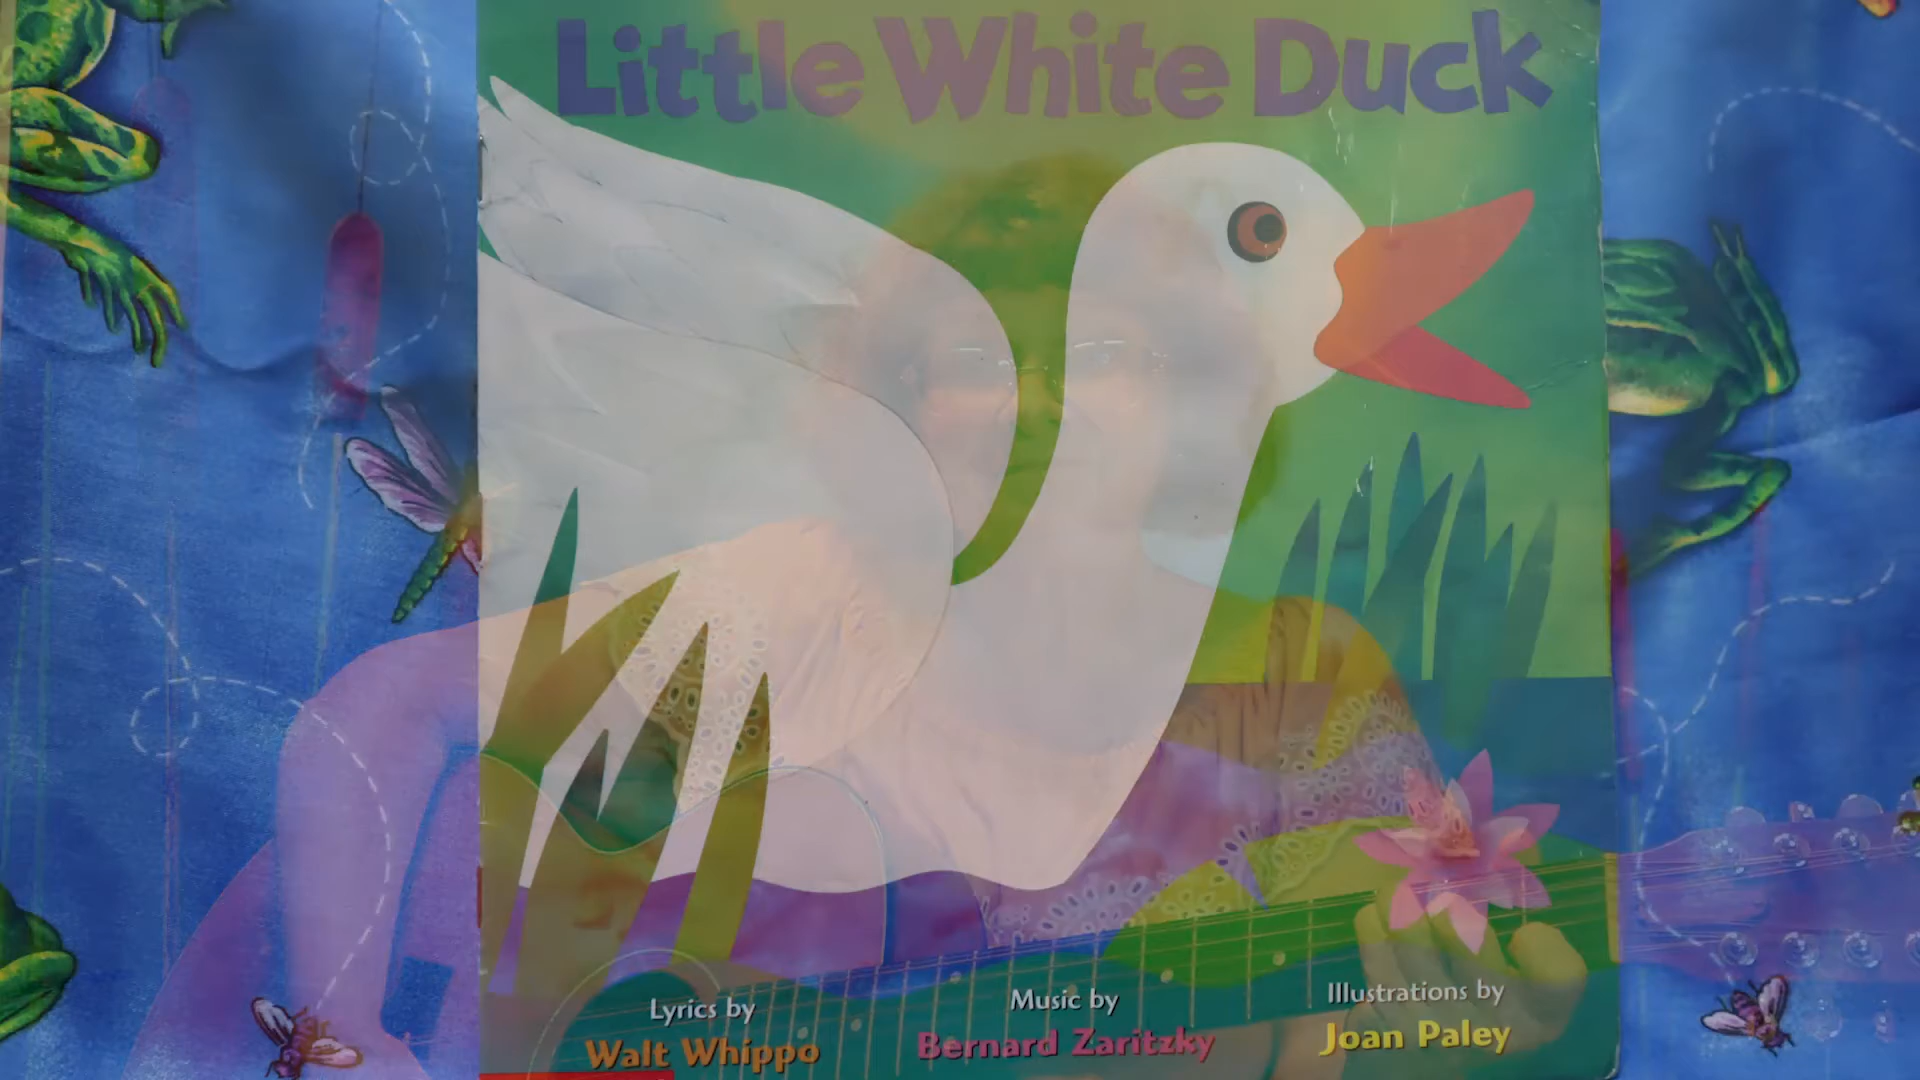 Little White Duck
Lyrics by
Walt Whippo
Music by
Bernard Zaritzky
Illustrations by
Joan Paley